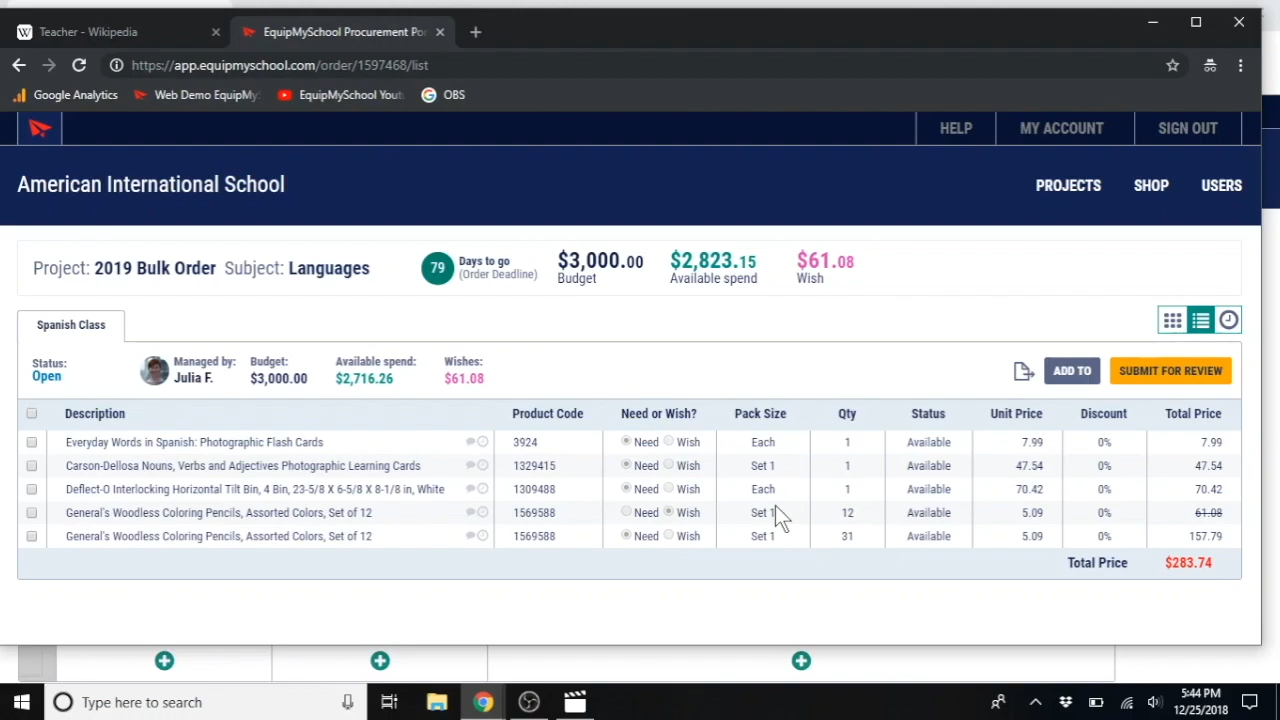 Teacher - Wikipedia
EquipMySchool Procurement Po
https://app.equipmyschool.com/order/1597468/list
Google Analytics
Web Demo EquipMy
EquipMySchool Yout
OBS
HELP
MY ACCOUNT
SIGN OUT
American International School
PROJECTS
SHOP
USERS
Project: 2019 Bulk Order Subject: Languages
79
Days to go
(Order Deadline)
$3,000.00
Budget
$2,823.15
Available spend
$61.08
Wish
Spanish Class
Status:
Open
Managed by:
Julia F.
Budget:
$3,000.00
Available spend:
$2,716.26
Wishes:
$61.08
ADD TO
SUBMIT FOR REVIEW
Description Product Code Need or Wish? Pack Size Qty Status Unit Price Discount Total Price
Everyday Words in Spanish: Photographic Flash Cards 3924 Need Wish Each 1 Available 7.99 0% 7.99
Carson-Dellosa Nouns, Verbs and Adjectives Photographic Learning Cards 1329415 Need Wish Set 1 1 Available 47.54 0% 47.54
Deflect-O Interlocking Horizontal Tilt Bin, 4 Bin, 23-5/8 X 6-5/8 X 8-1/8 in, White 1309488 Need Wish Each 1 Available 70.42 0% 70.42
General's Woodless Coloring Pencils, Assorted Colors, Set of 12 1569588 Need Wish Set 1 12 Available 5.09 0% 61.08
General's Woodless Coloring Pencils, Assorted Colors, Set of 12 1569588 Need Wish Set 1 31 Available 5.09 0% 157.79
Total Price $283.74
Type here to search
5:44 PM
12/25/2018